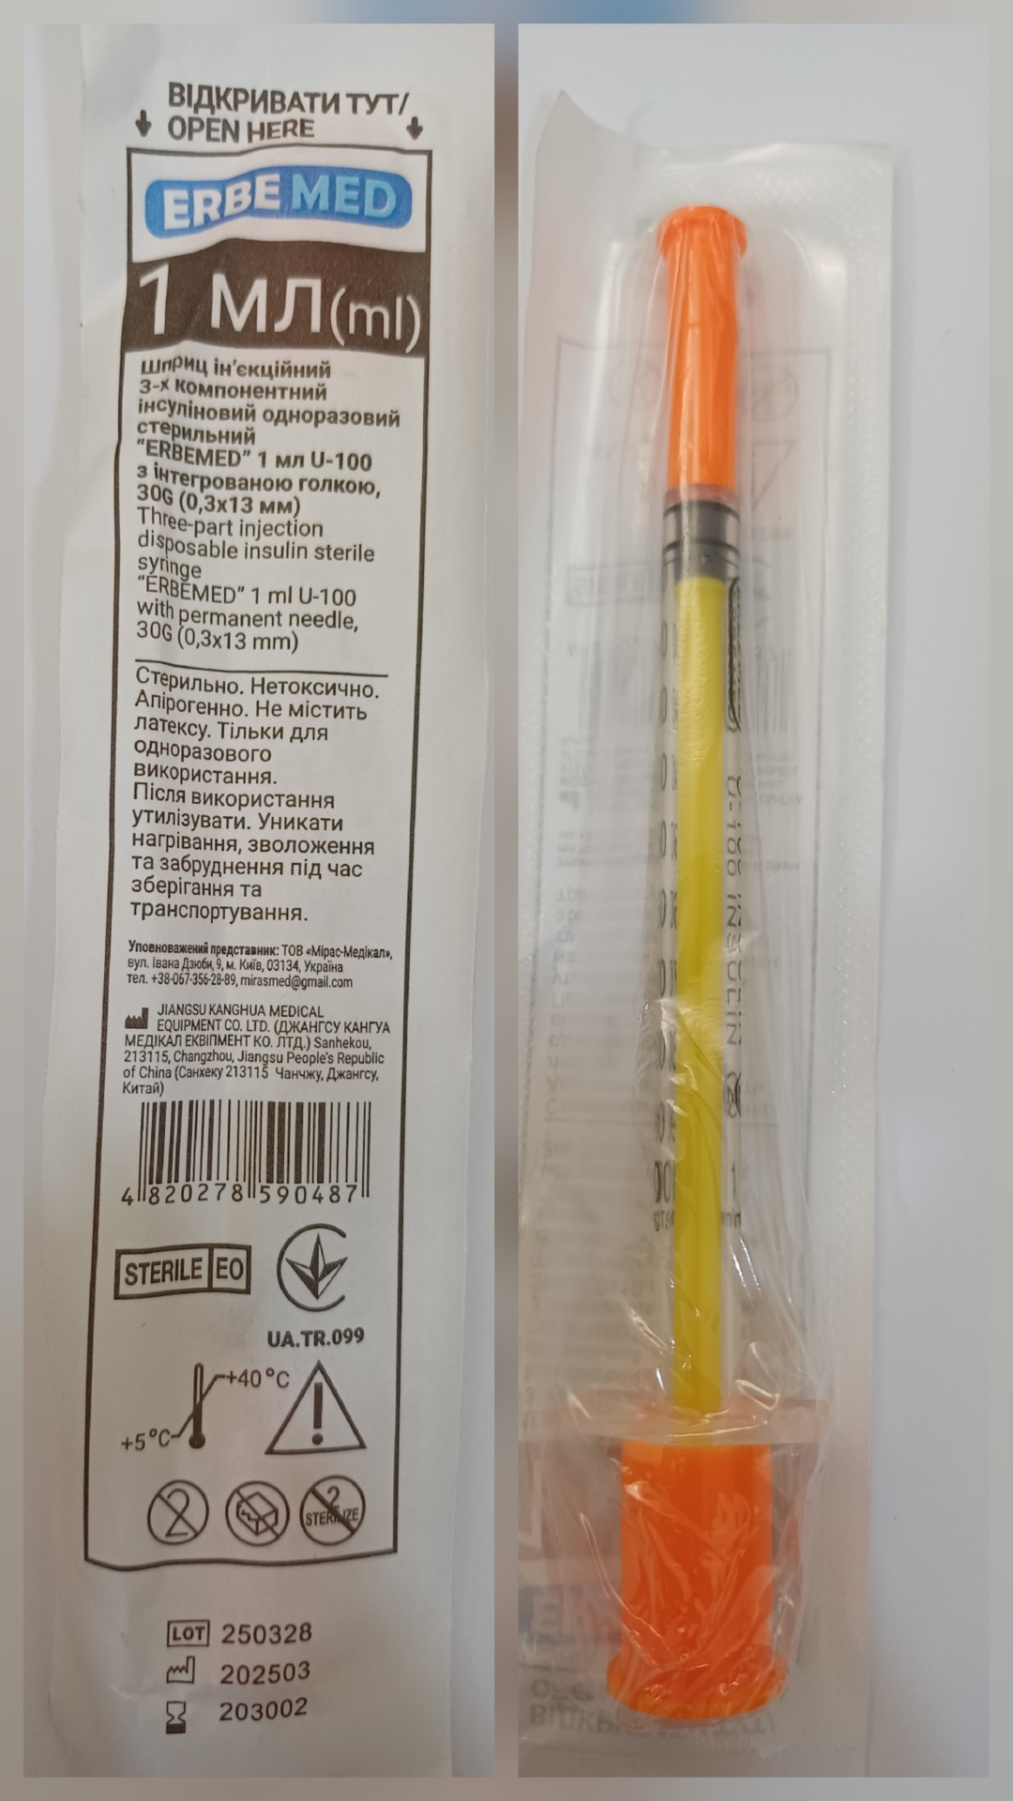 ВІДКРИВАТИ ТУТ/
OPEN HERE
ERBEMED
1 МЛ(ml)
Шприц ін'єкційний
3-х компонентний
інсуліновий одноразовий
стерильний
"ERBEMED" 1 мл U-100
з інтегрованою голкою,
30G (0,3х13 мм)
Three-part injection
disposable insulin sterile
syringe
"ERBEMED" 1 ml U-100
with permanent needle,
30G (0,3x13 mm)
Стерильно. Нетоксично.
Апірогенно. Не містить
латексу. Тільки для
одноразового
використання.
Після використання
утилізувати. Уникати
нагрівання, зволоження
та забруднення під час
зберігання та
транспортування.
Уповноважений представник: ТОВ «Мірас-Медікал»,
вул. Івана Дзюби, 9, м. Київ, 03134, Україна
тел. +38-067-356-28-89, mirasmed@gmail.com
JIANGSU KANGHUA MEDICAL
EQUIPMENT CO. LTD. (ДЖАНГСУ КАНГУА
МЕДІКАЛ ЕКВІПМЕНТ КО. ЛТД.) Sanhekou,
213115, Changzhou, Jiangsu People's Republic
of China (Санхеку 213115 Чанчжу, Джангсу,
Китай)
4 820278 590487
STERILE EO
UA.TR.099
+40°C
+5°C
2
2
STERILIZE
LOT 250328
202503
203002
U-100 INSULIN